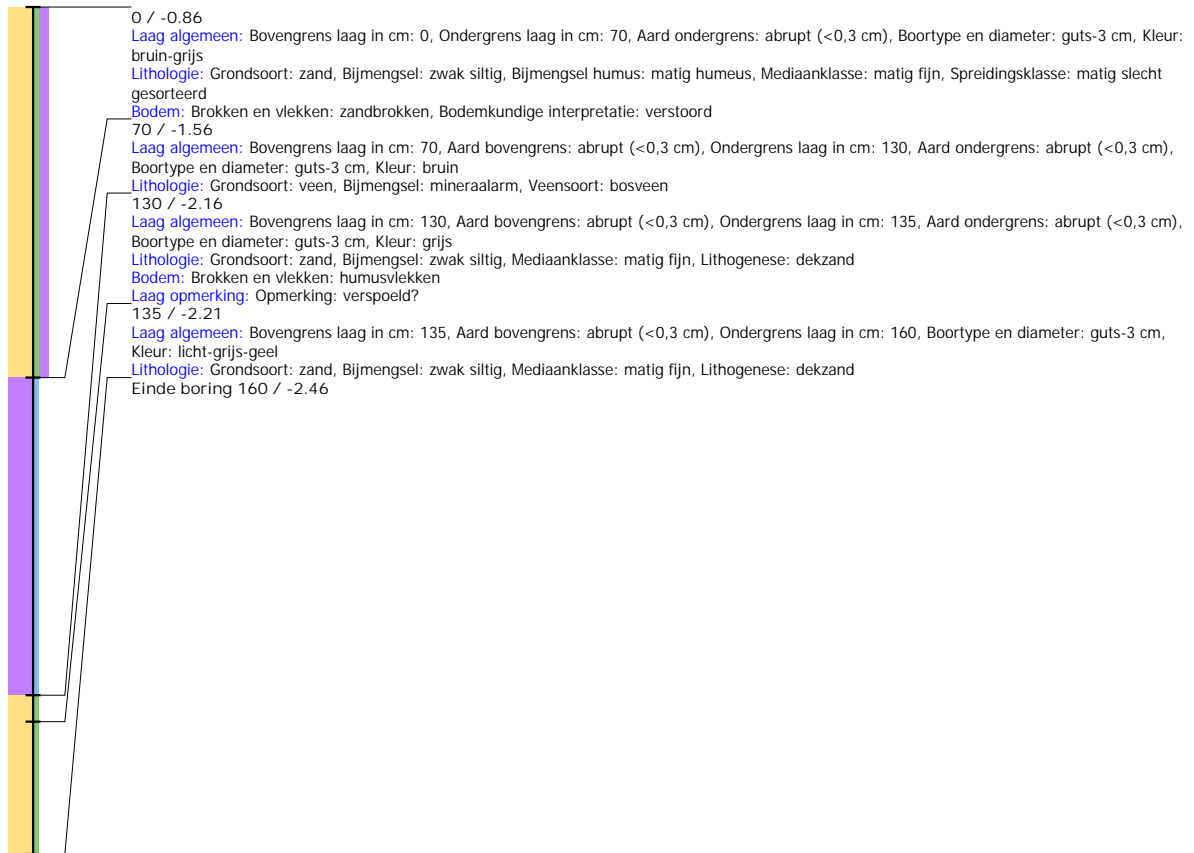 0 / -0.86
Laag algemeen: Bovengrens laag in cm: 0, Ondergrens laag in cm: 70, Aard ondergrens: abrupt (<0,3 cm), Boortype en diameter: guts-3 cm, Kleur:
bruin-grijs
Lithologie: Grondsoort: zand, Bijmengsel: zwak siltig, Bijmengsel humus: matig humeus, Mediaanklasse: matig fijn, Spreidingsklasse: matig slecht
gesorteerd
Bodem: Brokken en vlekken: zandbrokken, Bodemkundige interpretatie: verstoord
70 / -1.56
Laag algemeen: Bovengrens laag in cm: 70, Aard bovengrens: abrupt (<0,3 cm), Ondergrens laag in cm: 130, Aard ondergrens: abrupt (<0,3 cm),
Boortype en diameter: guts-3 cm, Kleur: bruin
Lithologie: Grondsoort: veen, Bijmengsel: mineraalarm, Veensoort: bosveen
130 / -2.16
Laag algemeen: Bovengrens laag in cm: 130, Aard bovengrens: abrupt (<0,3 cm), Ondergrens laag in cm: 135, Aard ondergrens: abrupt (<0,3 cm),
Boortype en diameter: guts-3 cm, Kleur: grijs
Lithologie: Grondsoort: zand, Bijmengsel: zwak siltig, Mediaanklasse: matig fijn, Lithogenese: dekzand
Bodem: Brokken en vlekken: humusvlekken
Laag opmerking: Opmerking: verspoeld?
135 / -2.21
Laag algemeen: Bovengrens laag in cm: 135, Aard bovengrens: abrupt (<0,3 cm), Ondergrens laag in cm: 160, Boortype en diameter: guts-3 cm,
Kleur: licht-grijs-geel
Lithologie: Grondsoort: zand, Bijmengsel: zwak siltig, Mediaanklasse: matig fijn, Lithogenese: dekzand
Einde boring 160 / -2.46